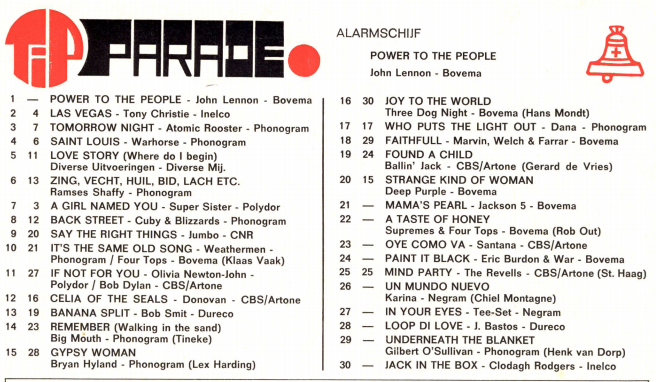 TIP PARADE
ALARMSCHIJF
POWER TO THE PEOPLE
John Lennon - Bovema
1 — POWER TO THE PEOPLE - John Lennon - Bovema
2 4 LAS VEGAS - Tony Christie - Inelco
3 7 TOMORROW NIGHT - Atomic Rooster - Phonogram
4 6 SAINT LOUIS - Warhorse - Phonogram
5 11 LOVE STORY (Where do I begin)
Diverse Uitvoeringen - Diverse Mij.
6 13 ZING, VECHT, HUIL, BID, LACH ETC.
Ramses Shaffy - Phonogram
7 3 A GIRL NAMED YOU - Super Sister - Polydor
8 12 BACK STREET - Cuby & Blizzards - Phonogram
9 20 SAY THE RIGHT THINGS - Jumbo - CNR
10 21 IT'S THE SAME OLD SONG - Weathermen -
Phonogram / Four Tops - Bovema (Klaas Vaak)
11 27 IF NOT FOR YOU - Olivia Newton-John -
Polydor / Bob Dylan - CBS/Artone
12 16 CELIA OF THE SEALS - Donovan - CBS/Artone
13 19 BANANA SPLIT - Bob Smit - Dureco
14 23 REMEMBER (Walking in the sand)
Big Mouth - Phonogram (Tineke)
15 28 GYPSY WOMAN
Bryan Hyland - Phonogram (Lex Harding)
16 30 JOY TO THE WORLD
Three Dog Night - Bovema (Hans Mondt)
17 17 WHO PUTS THE LIGHT OUT - Dana - Phonogram
18 29 FAITHFULL - Marvin, Welch & Farrar - Bovema
19 24 FOUND A CHILD
Ballin' Jack - CBS/Artone (Gerard de Vries)
20 15 STRANGE KIND OF WOMAN
Deep Purple - Bovema
21 — MAMA'S PEARL - Jackson 5 - Bovema
22 — A TASTE OF HONEY
Supremes & Four Tops - Bovema (Rob Out)
23 — OYE COMO VA - Santana - CBS/Artone
24 — PAINT IT BLACK - Eric Burdon & War - Bovema
25 25 MIND PARTY - The Revells - CBS/Artone (St. Haag)
26 — UN MUNDO NUEVO
Karina - Negram (Chiel Montagne)
27 — IN YOUR EYES - Tee-Set - Negram
28 — LOOP DI LOVE - J. Bastos - Dureco
29 — UNDERNEATH THE BLANKET
Gilbert O'Sullivan - Phonogram (Henk van Dorp)
30 — JACK IN THE BOX - Clodagh Rodgers - Inelco